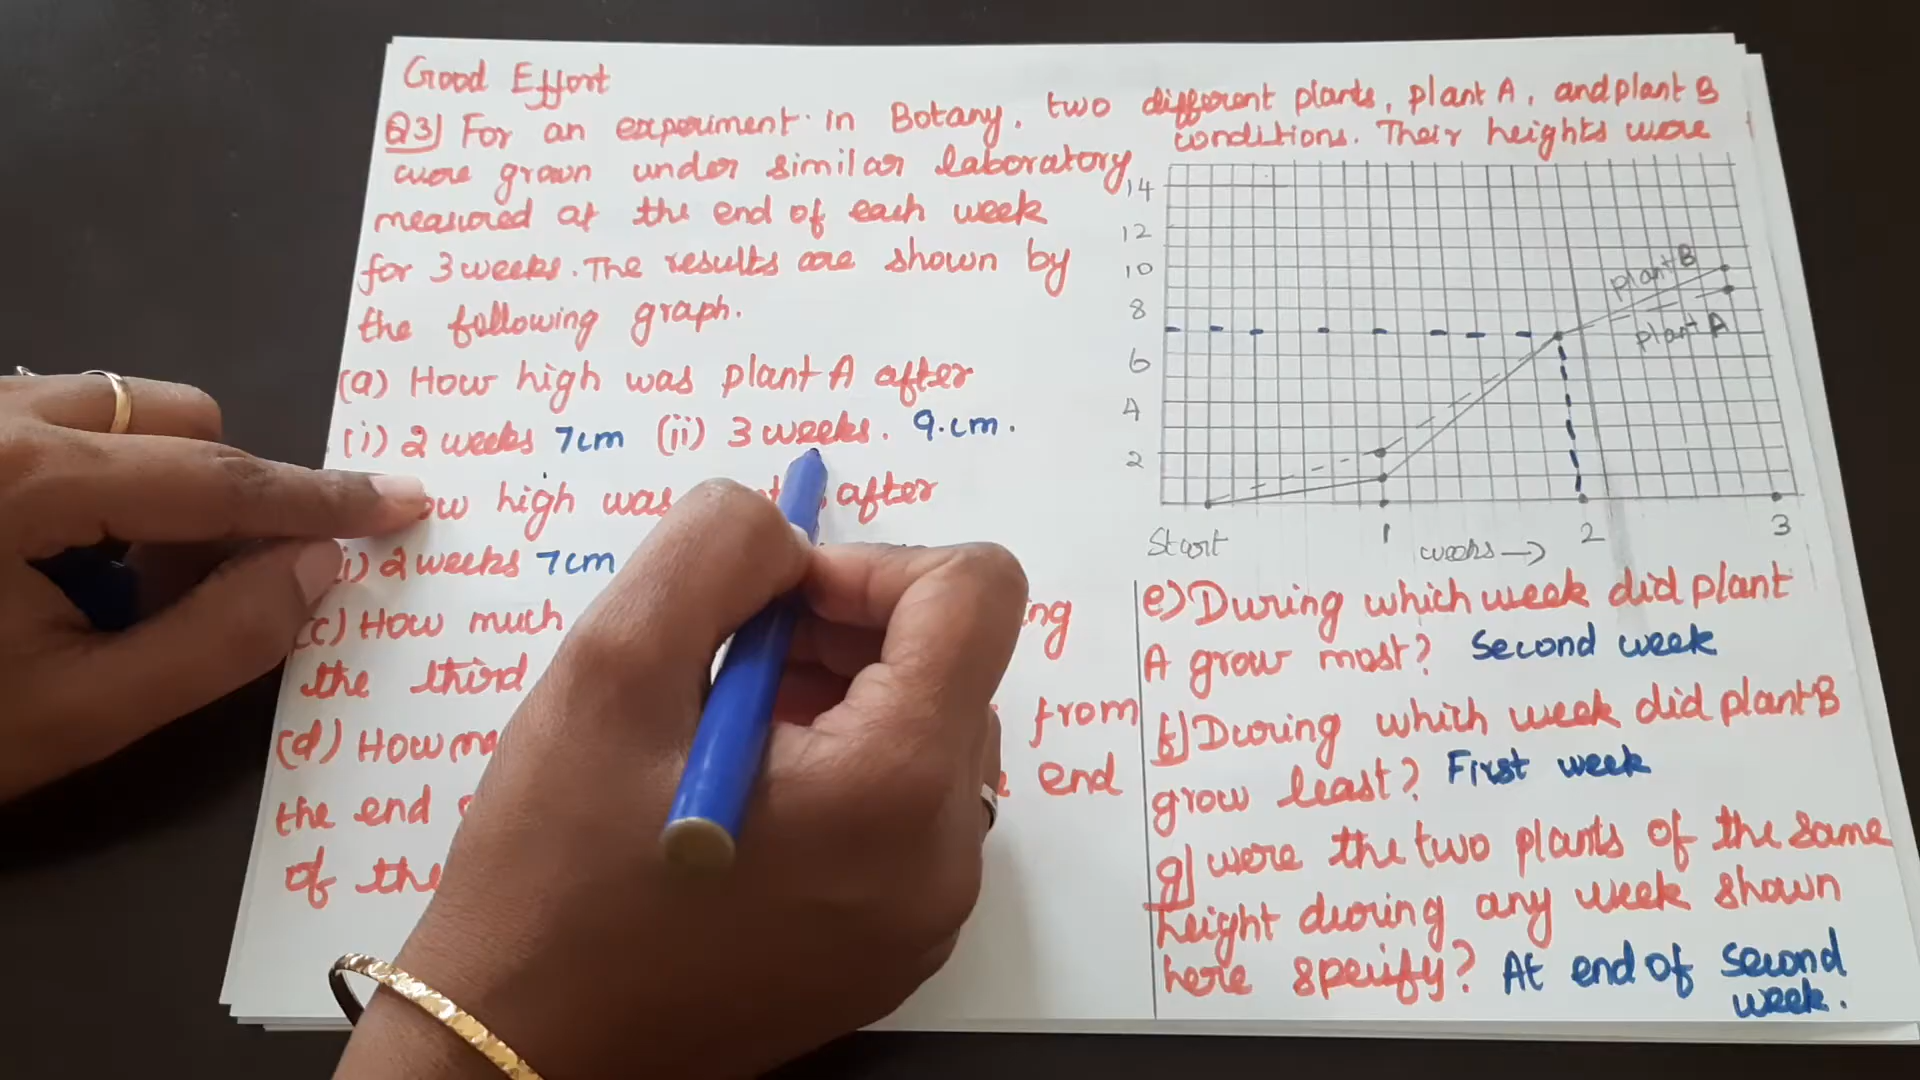 Good Effort
Q3) For an experiment in Botany, two different plants, plant A, and plant B
were grown under similar laboratory conditions. Their heights were
measured at the end of each week
for 3 weeks. The results are shown by
the following graph.
(a) How high was plant A after
(i) 2 weeks 7cm (ii) 3 weeks. 9.cm.
high was after
2 weeks 7cm
(c) How much
the third
(d) How from
the end end
of the
14
12
10
8
6
4
2
plant B
plant A
Start 1 weeks → 2 3
e) During which week did plant
A grow most? Second week
f) During which week did plant B
grow least? First week
g) were the two plants of the same
height during any week shown
here specify? At end of second
week.